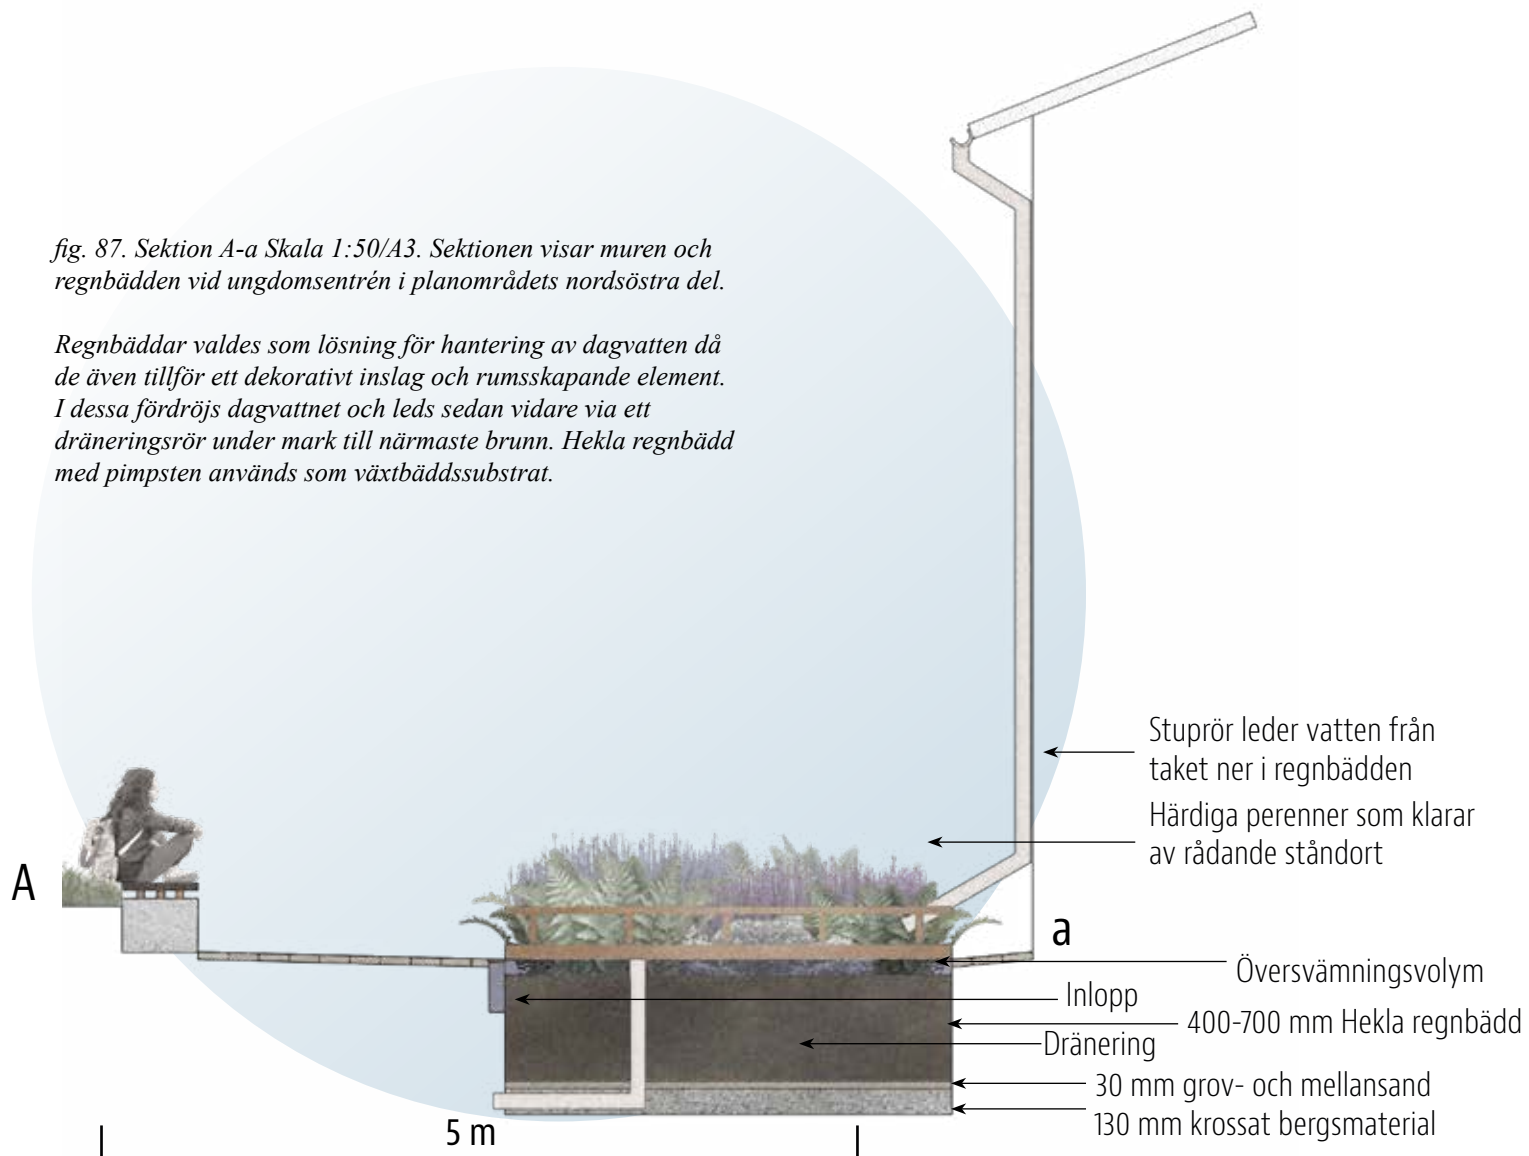 fig. 87. Sektion A-a Skala 1:50/A3. Sektionen visar muren och
regnbädden vid ungdomsentrén i planområdets nordsöstra del.
Regnbäddar valdes som lösning för hantering av dagvatten då
de även tillför ett dekorativt inslag och rumsskapande element.
I dessa fördröjs dagvattnet och leds sedan vidare via ett
dräneringsrör under mark till närmaste brunn. Hekla regnbädd
med pimpsten används som växtbäddssubstrat.
Stuprör leder vatten från
taket ner i regnbädden
Härdiga perenner som klarar
av rådande ståndort
A
a
Översvämningsvolym
Inlopp
400-700 mm Hekla regnbädd
Dränering
30 mm grov- och mellansand
130 mm krossat bergsmaterial
5 m